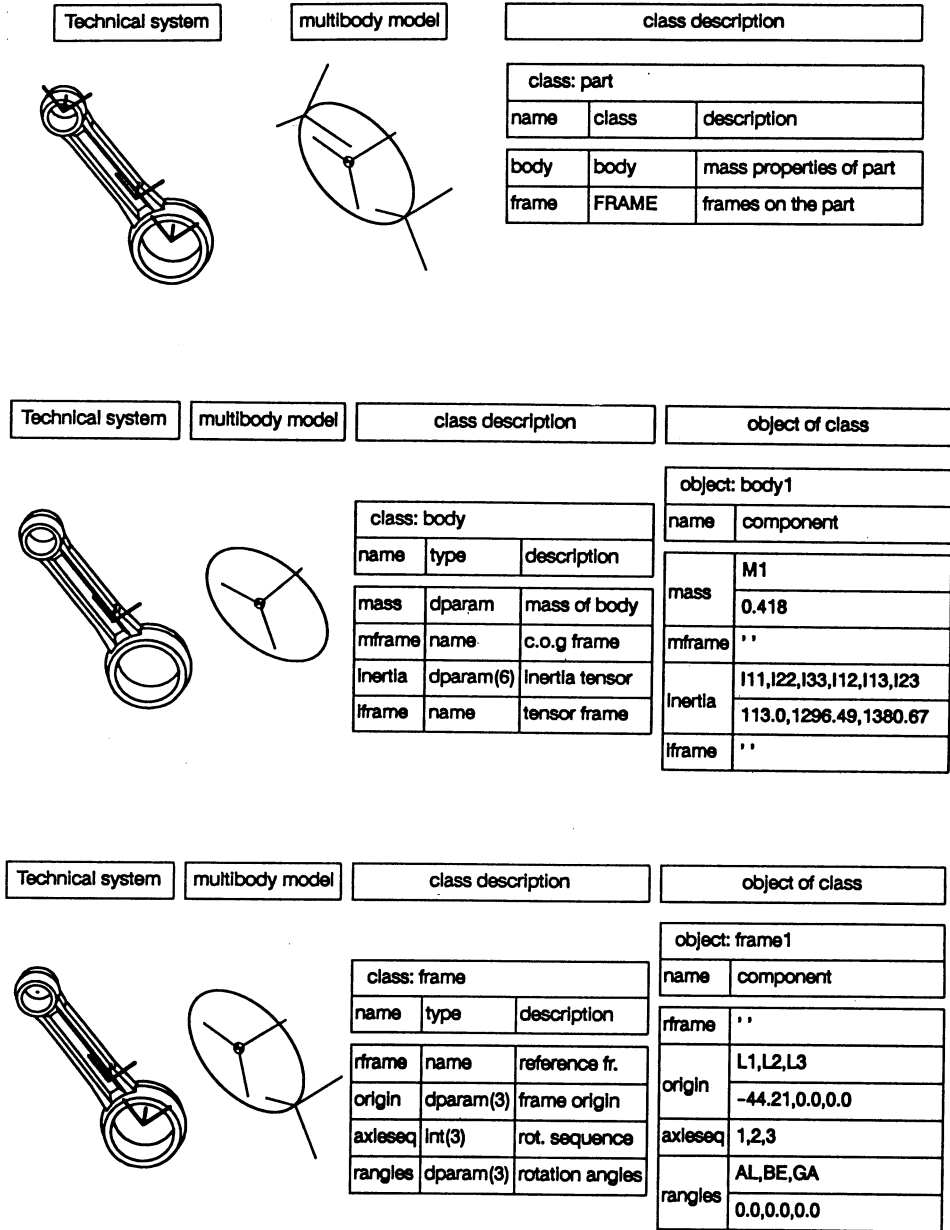 Technical system multibody model class description
class: part
name class description
body body mass properties of part
frame FRAME frames on the part
Technical system multibody model class description object of class
class: body
name type description
mass dparam mass of body
mframe name c.o.g frame
inertia dparam(6) inertia tensor
iframe name tensor frame
object: body1
name component
mass M1
0.418
mframe ' '
inertia I11,I22,I33,I12,I13,I23
113.0,1296.49,1380.67
iframe ' '
Technical system multibody model class description object of class
class: frame
name type description
rframe name reference fr.
origin dparam(3) frame origin
axleseq int(3) rot. sequence
rangles dparam(3) rotation angles
object: frame1
name component
rframe ' '
origin L1,L2,L3
−44.21,0.0,0.0
axleseq 1,2,3
rangles AL,BE,GA
0.0,0.0,0.0